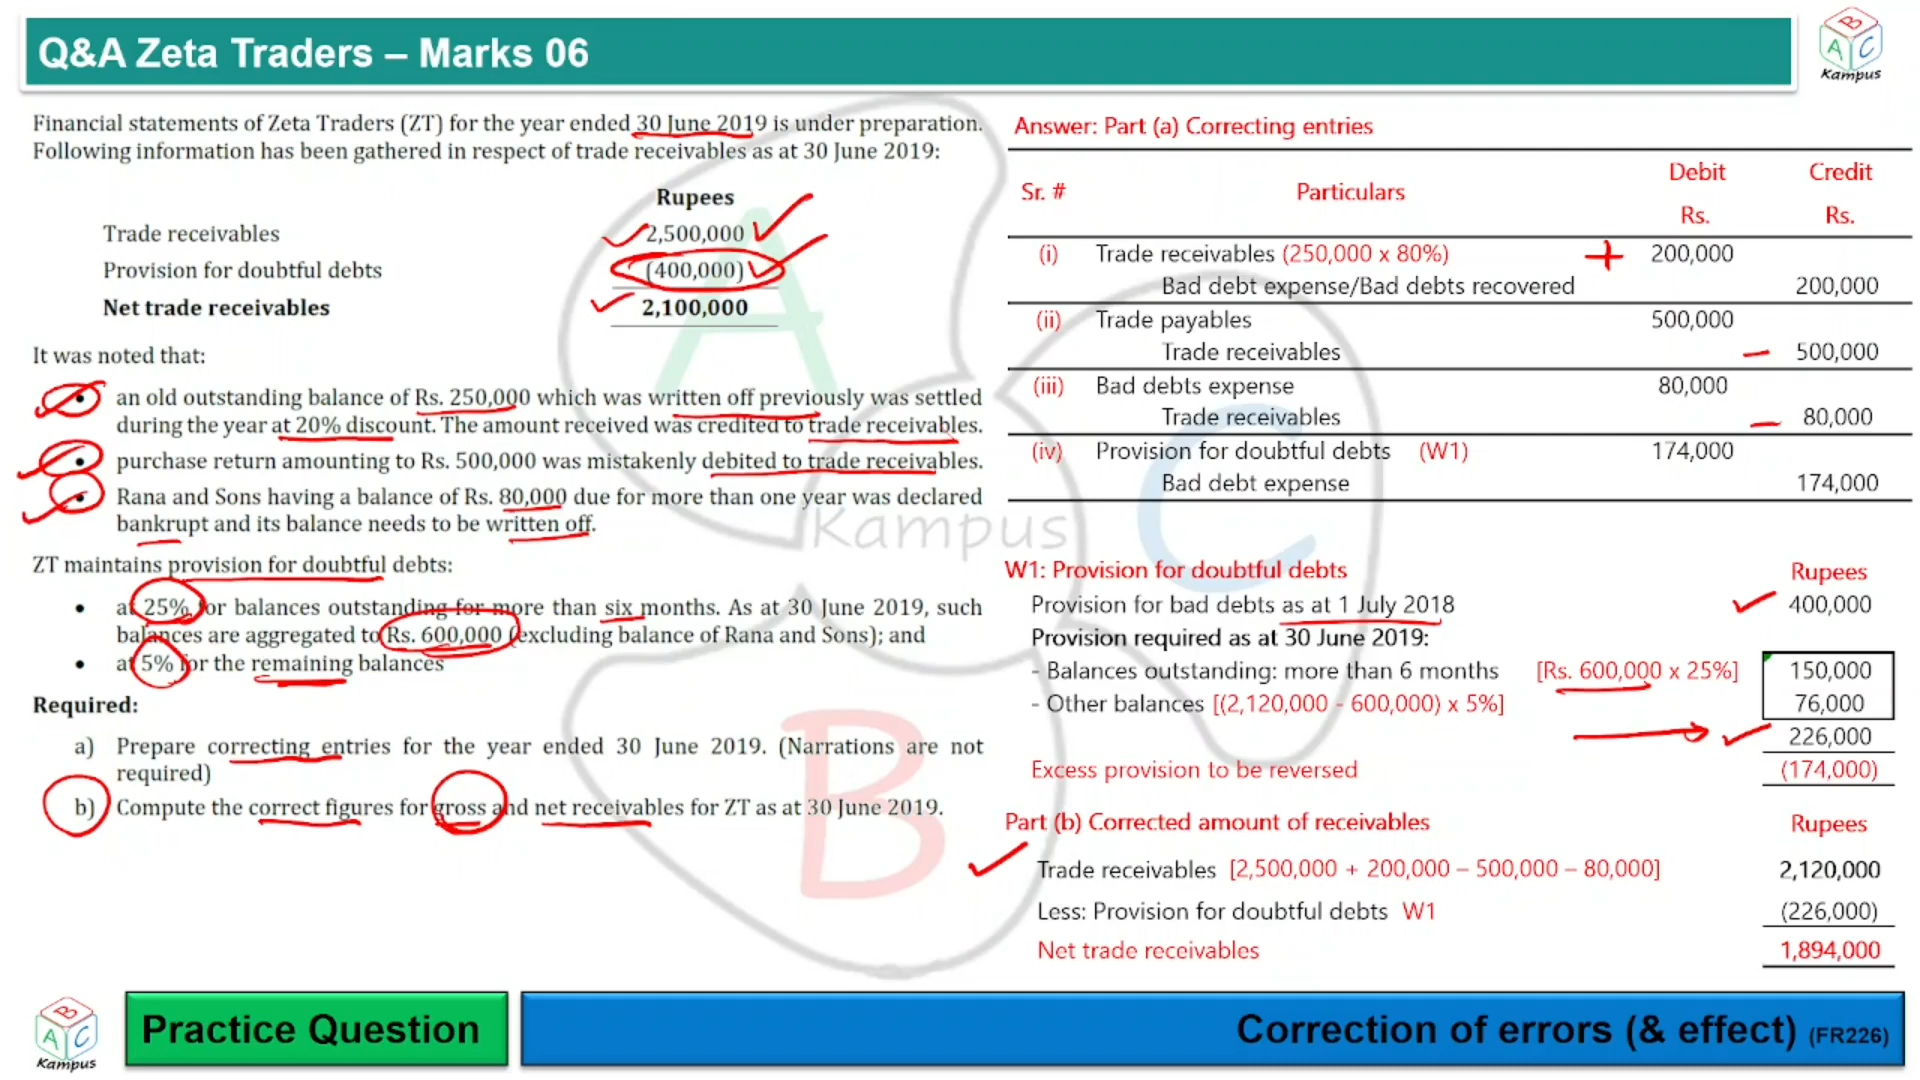 Q&A Zeta Traders – Marks 06
B
A C
Kampus
Financial statements of Zeta Traders (ZT) for the year ended 30 June 2019 is under preparation.
Following information has been gathered in respect of trade receivables as at 30 June 2019:
Rupees
Trade receivables 2,500,000
Provision for doubtful debts (400,000)
Net trade receivables 2,100,000
It was noted that:
• an old outstanding balance of Rs. 250,000 which was written off previously was settled
during the year at 20% discount. The amount received was credited to trade receivables.
• purchase return amounting to Rs. 500,000 was mistakenly debited to trade receivables.
• Rana and Sons having a balance of Rs. 80,000 due for more than one year was declared
bankrupt and its balance needs to be written off.
ZT maintains provision for doubtful debts:
• at 25% for balances outstanding for more than six months. As at 30 June 2019, such
balances are aggregated to Rs. 600,000 (excluding balance of Rana and Sons); and
• at 5% for the remaining balances
Required:
a) Prepare correcting entries for the year ended 30 June 2019. (Narrations are not
required)
b) Compute the correct figures for gross and net receivables for ZT as at 30 June 2019.
Answer: Part (a) Correcting entries
Sr. # Particulars Debit Credit
Rs. Rs.
(i) Trade receivables (250,000 x 80%) + 200,000
Bad debt expense/Bad debts recovered 200,000
(ii) Trade payables 500,000
Trade receivables – 500,000
(iii) Bad debts expense 80,000
Trade receivables – 80,000
(iv) Provision for doubtful debts (W1) 174,000
Bad debt expense 174,000
W1: Provision for doubtful debts Rupees
Provision for bad debts as at 1 July 2018 400,000
Provision required as at 30 June 2019:
- Balances outstanding: more than 6 months [Rs. 600,000 x 25%] 150,000
- Other balances [(2,120,000 - 600,000) x 5%] 76,000
226,000
Excess provision to be reversed (174,000)
Part (b) Corrected amount of receivables Rupees
Trade receivables [2,500,000 + 200,000 – 500,000 – 80,000] 2,120,000
Less: Provision for doubtful debts W1 (226,000)
Net trade receivables 1,894,000
A
C
Kampus
B
B
A C
Kampus
Practice Question
Correction of errors (& effect) (FR226)